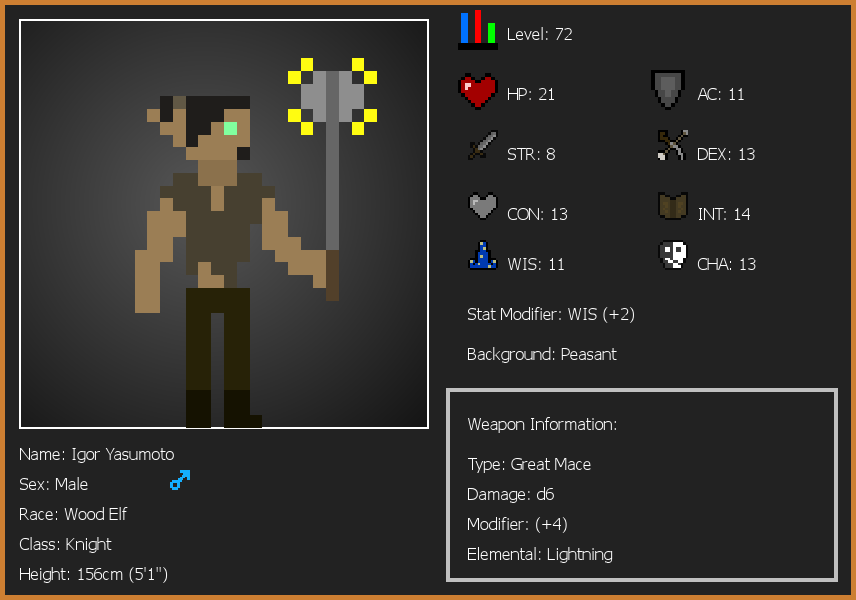 Level: 72
HP: 21
AC: 11
STR: 8
DEX: 13
CON: 13
INT: 14
WIS: 11
CHA: 13
Stat Modifier: WIS (+2)
Background: Peasant
Name: Igor Yasumoto
Sex: Male
Race: Wood Elf
Class: Knight
Height: 156cm (5'1")
Weapon Information:
Type: Great Mace
Damage: d6
Modifier: (+4)
Elemental: Lightning